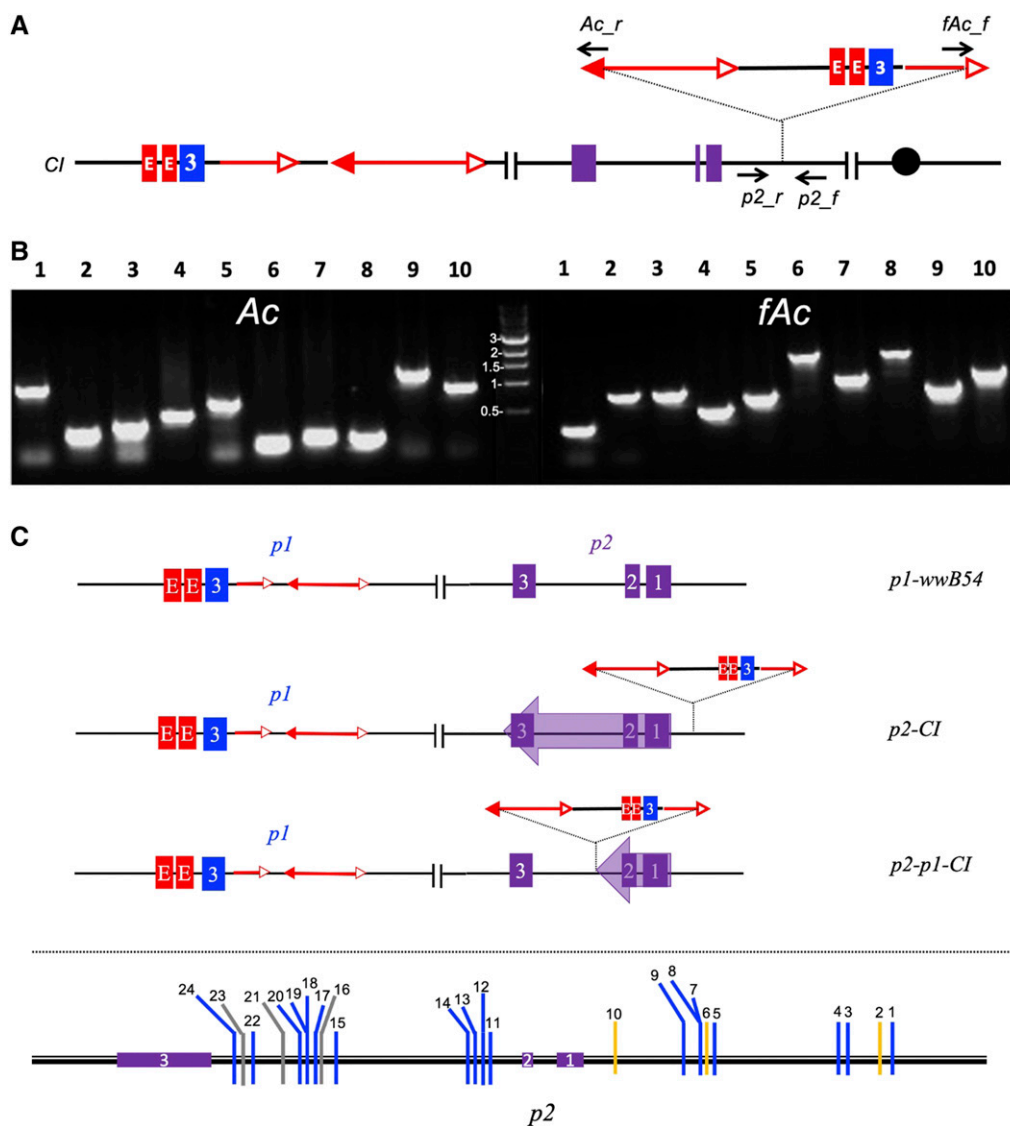 A
Ac_r
fAc_f
E E 3
CI
E E 3
p2_r
p2_f
B
1 2 3 4 5 6 7 8 9 10
1 2 3 4 5 6 7 8 9 10
Ac
fAc
3-
2-
1.5-
1-
0.5-
C
p1
p2
E E 3
3 2 1
p1-wwB54
E E 3
p1
E E 3
3 2 1
p2-CI
E E 3
p1
E E 3
3 2 1
p2-p1-CI
24 23 22 21 20 19 18 17 16 15 14 13 12 11 10 9 8 7 6 5 4 3 2 1
3 2 1
p2